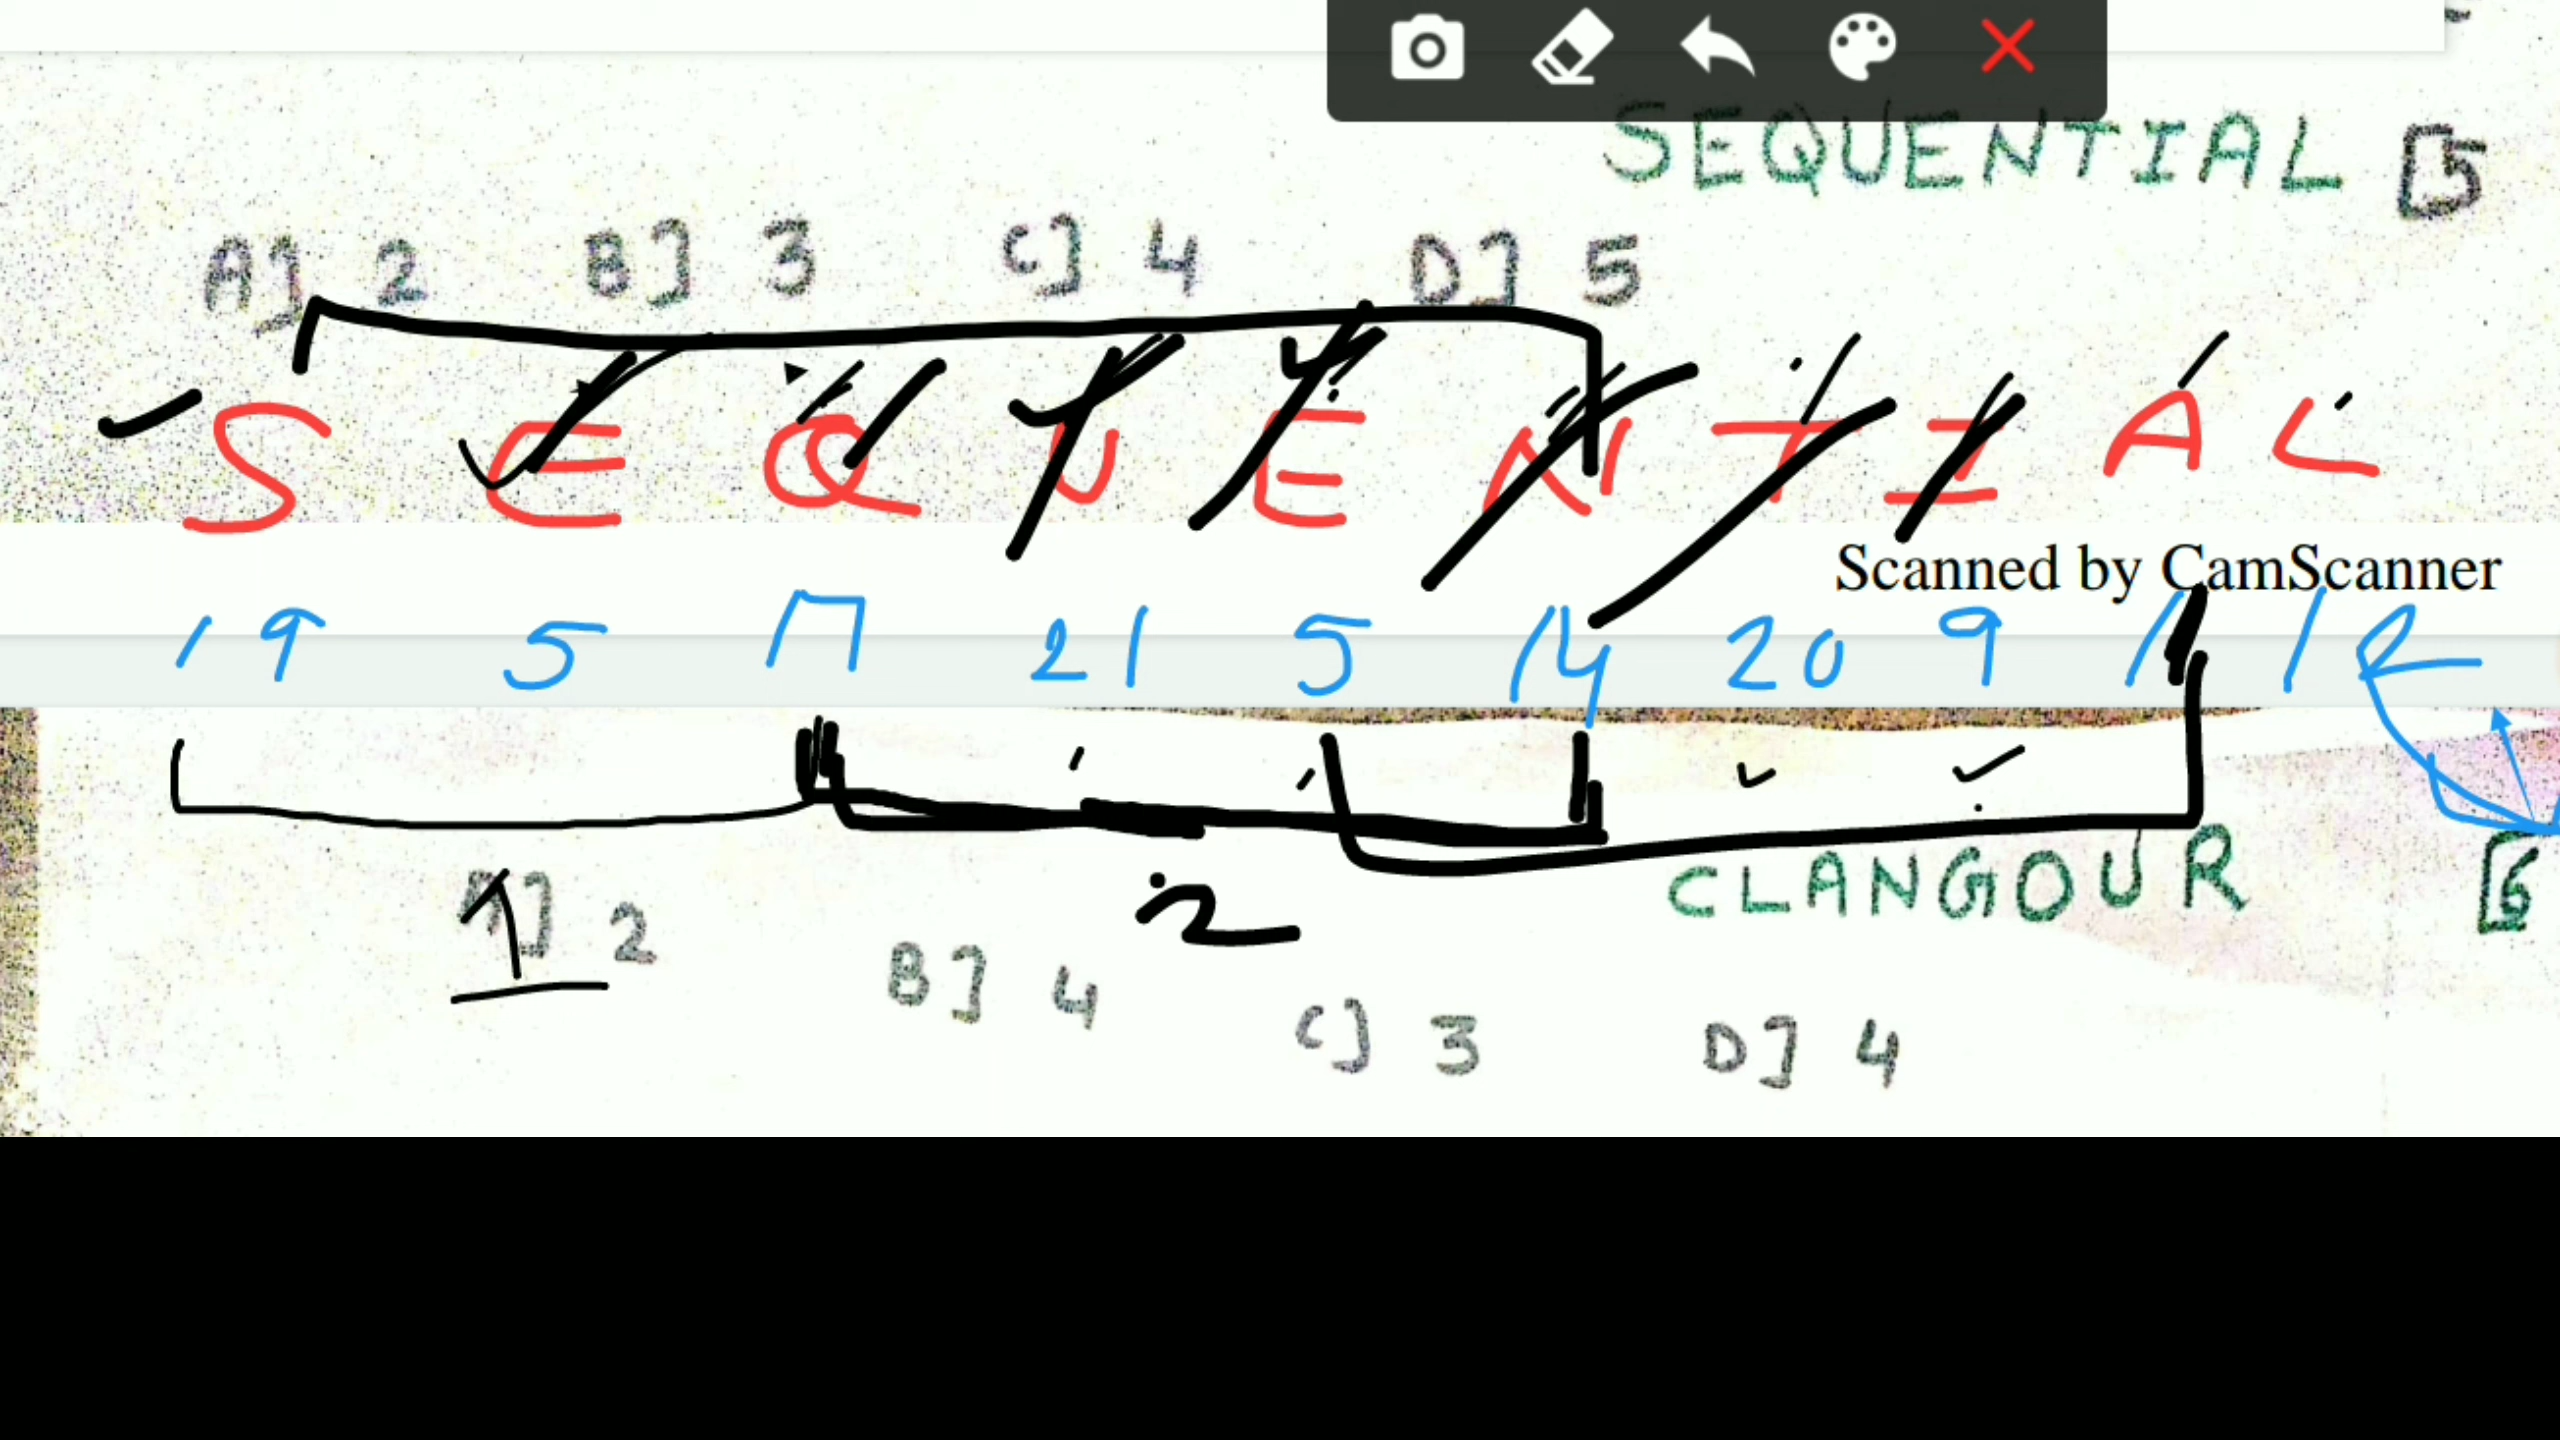 SEQUENTIAL [5
A] 2 B] 3 C] 4 D] 5
S E Q U E N T I A L
Scanned by CamScanner
19 5 17 21 5 14 20 9 1 12
CLANGOUR [6
1 2 2
B] 4 C] 3 D] 4